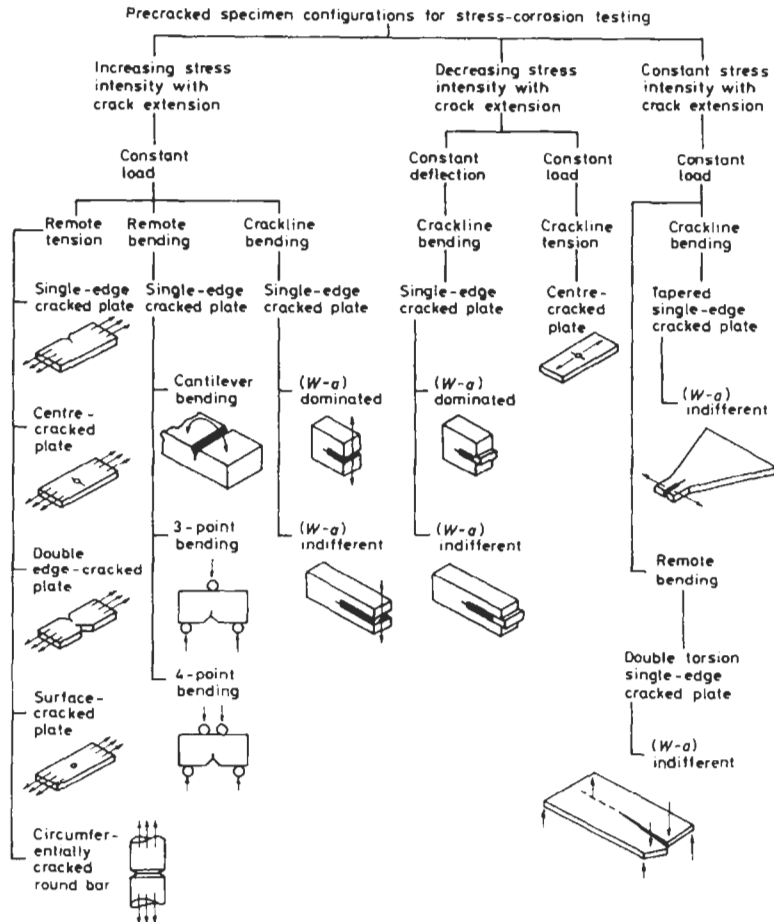 Precracked specimen configurations for stress-corrosion testing
Increasing stress
intensity with
crack extension
Decreasing stress
intensity with
crack extension
Constant stress
intensity with
crack extension
Constant
load
Constant
deflection
Constant
load
Constant
load
Remote
tension
Remote
bending
Crackline
bending
Crackline
bending
Crackline
tension
Crackline
bending
Single-edge
cracked plate
Single-edge
cracked plate
Single-edge
cracked plate
Single-edge
cracked plate
Centre-
cracked
plate
Tapered
single-edge
cracked plate
Cantilever
bending
(W-a)
dominated
(W-a)
dominated
(W-a)
indifferent
Centre-
cracked
plate
3-point
bending
(W-a)
indifferent
(W-a)
indifferent
Double
edge-cracked
plate
Remote
bending
4-point
bending
Double torsion
single-edge
cracked plate
Surface-
cracked
plate
(W-a)
indifferent
Circumfer-
entially
cracked
round bar